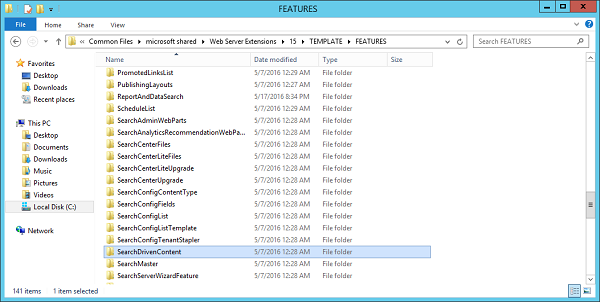 FEATURES
File Home Share View
« Common Files ▸ microsoft shared ▸ Web Server Extensions ▸ 15 ▸ TEMPLATE ▸ FEATURES
Search FEATURES
Name Date modified Type Size
Favorites
Desktop
Downloads
Recent places
This PC
Desktop
Documents
Downloads
Music
Pictures
Videos
Local Disk (C:)
Network
PromotedLinksList 5/7/2016 12:29 AM File folder
PublishingLayouts 5/7/2016 12:27 AM File folder
ReportAndDataSearch 5/17/2016 8:34 PM File folder
ScheduleList 5/7/2016 12:29 AM File folder
SearchAdminWebParts 5/7/2016 12:28 AM File folder
SearchAnalyticsRecommendationWebPa... 5/7/2016 12:28 AM File folder
SearchCenterFiles 5/7/2016 12:28 AM File folder
SearchCenterLiteFiles 5/7/2016 12:28 AM File folder
SearchCenterLiteUpgrade 5/7/2016 12:28 AM File folder
SearchCenterUpgrade 5/7/2016 12:28 AM File folder
SearchConfigContentType 5/7/2016 12:28 AM File folder
SearchConfigFields 5/7/2016 12:28 AM File folder
SearchConfigList 5/7/2016 12:28 AM File folder
SearchConfigListTemplate 5/7/2016 12:28 AM File folder
SearchConfigTenantStapler 5/7/2016 12:28 AM File folder
SearchDrivenContent 5/7/2016 12:28 AM File folder
SearchMaster 5/7/2016 12:28 AM File folder
SearchServerWizardFeature 5/7/2016 12:28 AM File folder
141 items 1 item selected